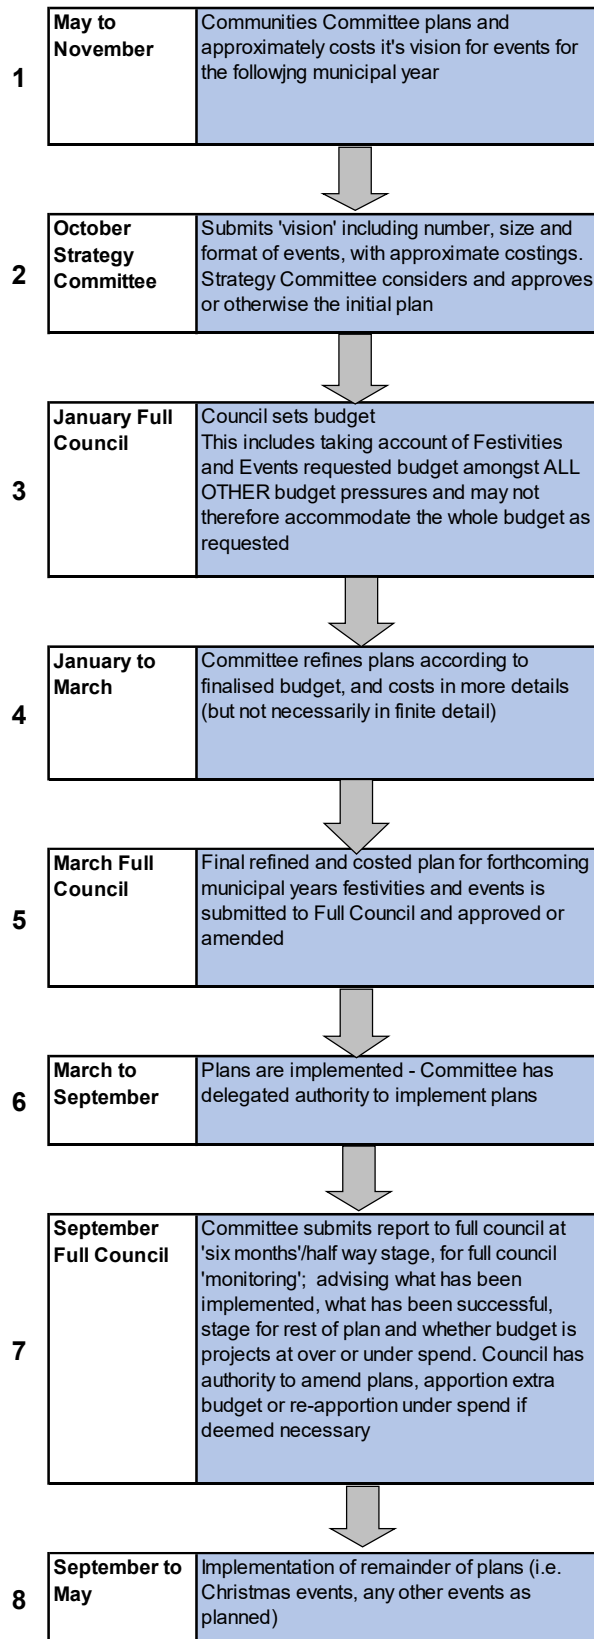 1
May to
November
Communities Committee plans and
approximately costs it's vision for events for
the followjng municipal year
2
October
Strategy
Committee
Submits 'vision' including number, size and
format of events, with approximate costings.
Strategy Committee considers and approves
or otherwise the initial plan
3
January Full
Council
Council sets budget
This includes taking account of Festivities
and Events requested budget amongst ALL
OTHER budget pressures and may not
therefore accommodate the whole budget as
requested
4
January to
March
Committee refines plans according to
finalised budget, and costs in more details
(but not necessarily in finite detail)
5
March Full
Council
Final refined and costed plan for forthcoming
municipal years festivities and events is
submitted to Full Council and approved or
amended
6
March to
September
Plans are implemented - Committee has
delegated authority to implement plans
7
September
Full Council
Committee submits report to full council at
'six months'/half way stage, for full council
'monitoring';  advising what has been
implemented, what has been successful,
stage for rest of plan and whether budget is
projects at over or under spend. Council has
authority to amend plans, apportion extra
budget or re-apportion under spend if
deemed necessary
8
September to
May
Implementation of remainder of plans (i.e.
Christmas events, any other events as
planned)